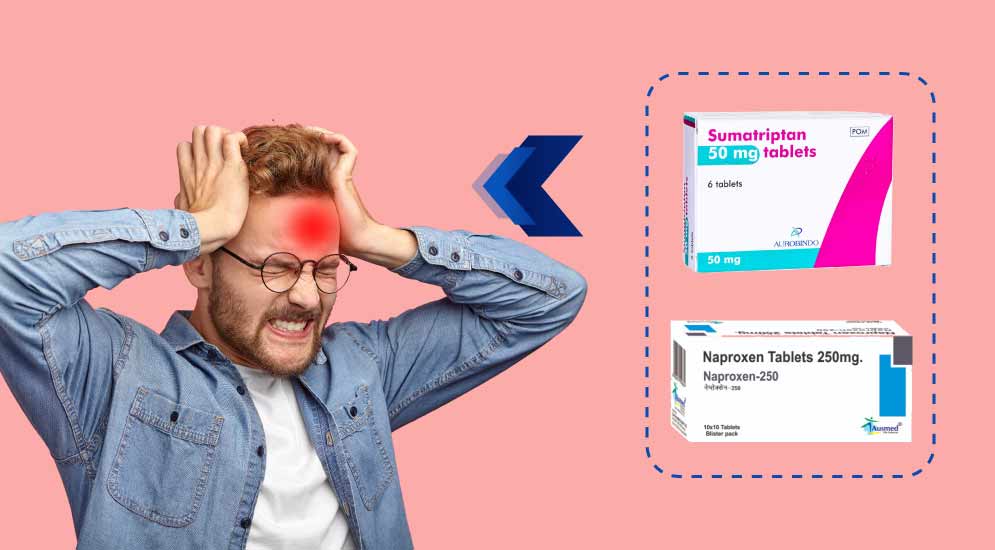 Sumatriptan
50 mg tablets
POM
6 tablets
AUROBINDO
50 mg
Naproxen Tablets 250mg.
Naproxen-250
नेप्रोक्सेन- 250
10x10 Tablets
Blister pack
Ausmed